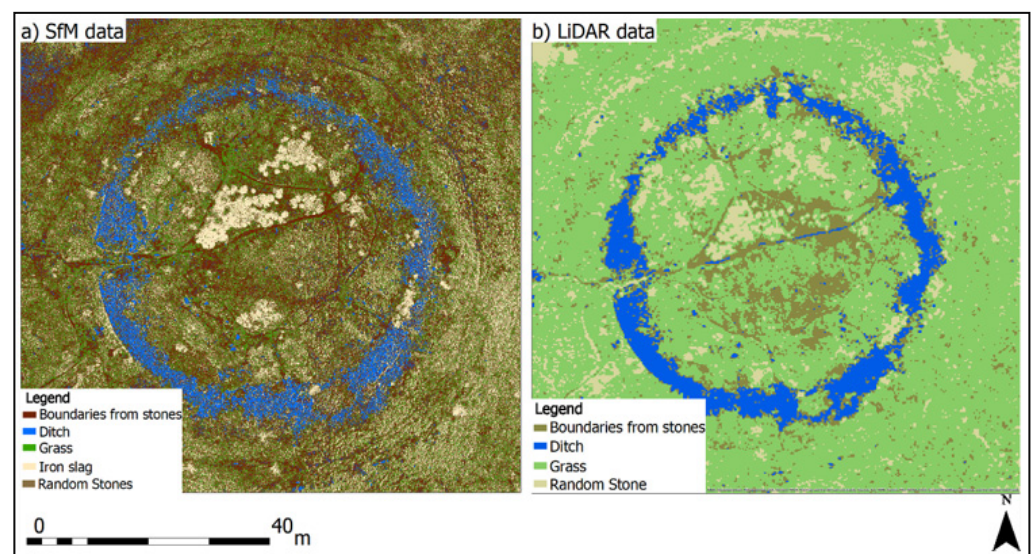 a) SfM data
Legend
Boundaries from stones
Ditch
Grass
Iron slag
Random Stones
b) LiDAR data
Legend
Boundaries from stones
Ditch
Grass
Random Stone
0 40 m
N